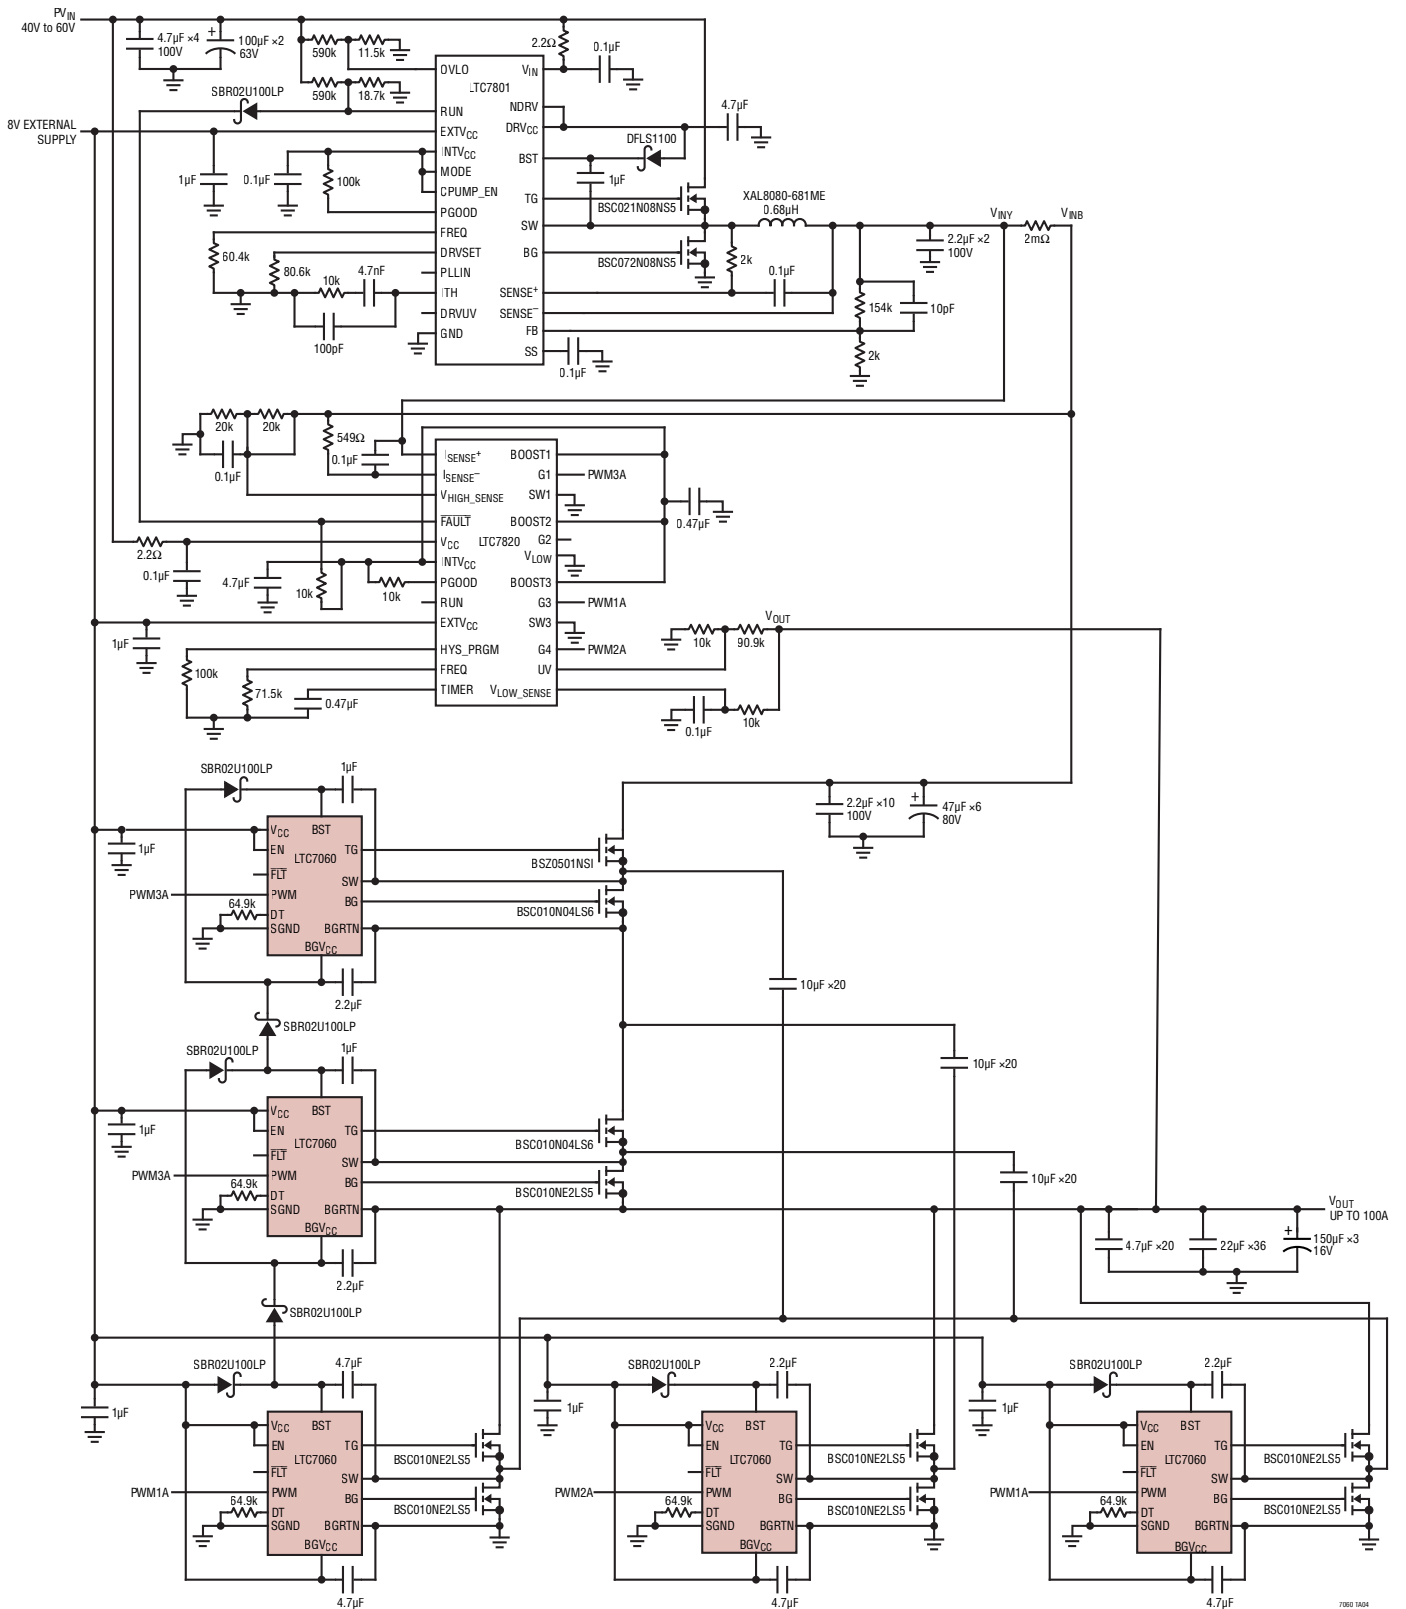 PVIN
40V to 60V
4.7µF ×4
100V
100µF ×2
63V
+
590k
11.5k
590k
18.7k
SBR02U100LP
8V EXTERNAL
SUPPLY
1µF
0.1µF
100k
60.4k
80.6k
10k
4.7nF
100pF
OVLO
LTC7801
RUN
EXTVCC
INTVCC
MODE
CPUMP_EN
PGOOD
FREQ
DRVSET
PLLIN
ITH
DRVUV
GND
VIN
NDRV
DRVCC
BST
TG
SW
BG
SENSE+
SENSE−
FB
SS
2.2Ω
0.1µF
4.7µF
DFLS1100
1µF
BSC021N08NS5
BSC072N08NS5
XAL8080-681ME
0.68µH
2k
0.1µF
VINY
VINB
2mΩ
2.2µF ×2
100V
154k
10pF
2k
0.1µF
20k
20k
0.1µF
549Ω
0.1µF
2.2Ω
0.1µF
4.7µF
10k
10k
1µF
100k
71.5k
0.47µF
ISENSE+
ISENSE−
VHIGH_SENSE
FAULT
VCC
LTC7820
INTVCC
PGOOD
RUN
EXTVCC
HYS_PRGM
FREQ
TIMER
BOOST1
G1
PWM3A
SW1
BOOST2
G2
VLOW
BOOST3
G3
PWM1A
SW3
G4
PWM2A
UV
VLOW_SENSE
0.47µF
VOUT
10k
90.9k
0.1µF
10k
SBR02U100LP
1µF
1µF
VCC
BST
EN
TG
LTC7060
FLT
SW
PWM3A
PWM
BG
64.9k
DT
SGND
BGRTN
BGVCC
2.2µF
BSZ0501NSI
BSC010N04LS6
2.2µF ×10
100V
+
47µF ×6
80V
10µF ×20
SBR02U100LP
10µF ×20
SBR02U100LP
1µF
1µF
VCC
BST
EN
TG
LTC7060
FLT
SW
PWM3A
PWM
BG
64.9k
DT
SGND
BGRTN
BGVCC
2.2µF
BSC010N04LS6
BSC010NE2LS5
10µF ×20
VOUT
UP TO 100A
4.7µF ×20
22µF ×36
+
150µF ×3
16V
SBR02U100LP
SBR02U100LP
4.7µF
1µF
VCC
BST
EN
TG
LTC7060
FLT
SW
PWM1A
PWM
BG
64.9k
DT
SGND
BGRTN
BGVCC
4.7µF
BSC010NE2LS5
BSC010NE2LS5
SBR02U100LP
2.2µF
1µF
VCC
BST
EN
TG
LTC7060
FLT
SW
PWM2A
PWM
BG
64.9k
DT
SGND
BGRTN
BGVCC
4.7µF
BSC010NE2LS5
BSC010NE2LS5
SBR02U100LP
2.2µF
1µF
VCC
BST
EN
TG
LTC7060
FLT
SW
PWM1A
PWM
BG
64.9k
DT
SGND
BGRTN
BGVCC
4.7µF
BSC010NE2LS5
BSC010NE2LS5
7060 TA04